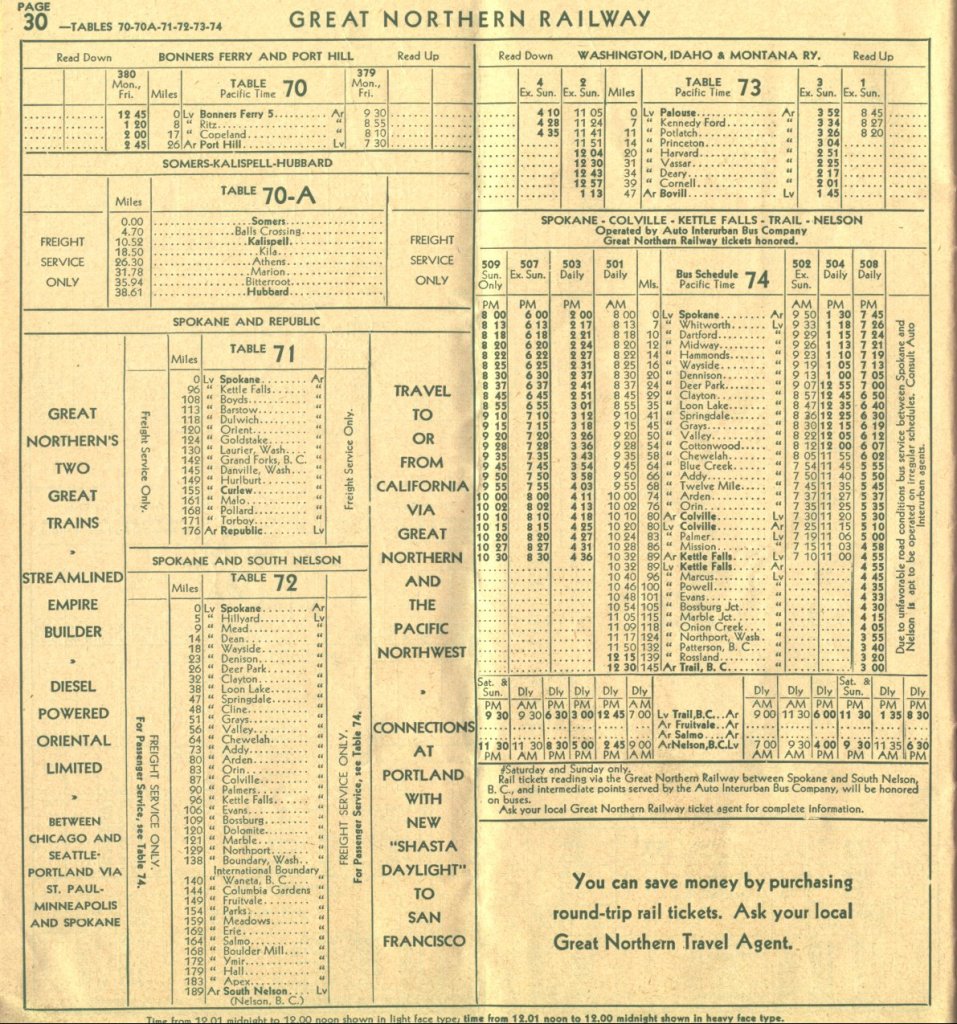 PAGE
30 —TABLES 70-70A-71-72-73-74
GREAT NORTHERN RAILWAY
Read Down BONNERS FERRY AND PORT HILL Read Up
380 Mon., Fri. Miles TABLE 70 Pacific Time 379 Mon., Fri.
12 45 0 Lv Bonners Ferry 5 Ar 9 30
1 20 8 " Ritz " 8.55
2 00 17 " Copeland " 8 10
2 45 26 Ar Port Hill Lv 7 30
SOMERS-KALISPELL-HUBBARD
Miles TABLE 70-A
FREIGHT SERVICE ONLY
0.00 Somers
4.70 Balls Crossing
10.52 Kalispell
18.50 Kila
26.30 Athens
31.78 Marion
35.94 Bitterroot
38.61 Hubbard
FREIGHT SERVICE ONLY
SPOKANE AND REPUBLIC
Miles TABLE 71
0 Lv Spokane Ar
96 " Kettle Falls "
108 " Boyds "
113 " Barstow "
118 " Dulwich "
120 " Orient "
124 " Goldstake "
130 " Laurier, Wash. "
142 " Grand Forks, B. C. "
145 " Danville, Wash. "
149 " Hurlburt "
155 " Curlew "
161 " Malo "
168 " Pollard "
171 " Torboy "
176 Ar Republic Lv
Freight Service Only.
Freight Service Only.
SPOKANE AND SOUTH NELSON
Miles TABLE 72
0 Lv Spokane Ar
5 " Hillyard Lv
9 " Mead "
14 " Dean "
18 " Wayside "
23 " Denison "
26 " Deer Park "
32 " Clayton "
38 " Loon Lake "
47 " Springdale "
48 " Cline "
51 " Grays "
56 " Valley "
64 " Chewelah "
73 " Addy "
80 " Arden "
83 " Orin "
87 " Colville "
90 " Palmers "
96 " Kettle Falls "
106 " Evans "
109 " Bossburg "
120 " Dolomite "
121 " Marble "
129 " Northport "
138 " Boundary, Wash. "
International Boundary
140 " Waneta, B. C. "
144 " Columbia Gardens "
149 " Fruitvale "
154 " Parks "
159 " Meadows "
162 " Erie "
164 " Salmo "
168 " Boulder Mill "
172 " Ymir "
179 " Hall "
183 " Apex "
189 Ar South Nelson Lv
(Nelson, B. C.)
FREIGHT SERVICE ONLY.
For Passenger Service, see Table 74.
FREIGHT SERVICE ONLY.
For Passenger Service, see Table 74.
GREAT
NORTHERN'S
TWO
GREAT
TRAINS
»
STREAMLINED
EMPIRE
BUILDER
»
DIESEL
POWERED
ORIENTAL
LIMITED
»
BETWEEN
CHICAGO AND
SEATTLE-
PORTLAND VIA
ST. PAUL-
MINNEAPOLIS
AND SPOKANE
TRAVEL
TO
OR
FROM
CALIFORNIA
VIA
GREAT
NORTHERN
AND
THE
PACIFIC
NORTHWEST
»
CONNECTIONS
AT
PORTLAND
WITH
NEW
"SHASTA
DAYLIGHT"
TO
SAN
FRANCISCO
Read Down WASHINGTON, IDAHO & MONTANA RY. Read Up
4 Ex. Sun. 2 Ex. Sun. Miles TABLE 73 Pacific Time 3 Ex. Sun. 1 Ex. Sun.
4 10 11 05 0 Lv Palouse Ar 3 52 8 45
4 28 11 24 7 " Kennedy Ford " 3 34 8 27
4 35 11 41 11 " Potlatch " 3 26 8 20
11 51 14 " Princeton " 3 04
12 04 20 " Harvard " 2 51
12 30 31 " Vassar " 2 25
12 43 34 " Deary " 2 17
12 57 39 " Cornell " 2 01
1 13 47 Ar Bovill Lv 1 45
SPOKANE - COLVILLE - KETTLE FALLS - TRAIL - NELSON
Operated by Auto Interurban Bus Company
Great Northern Railway tickets honored.
509 Sun. Only 507 Ex. Sun. 503 Daily 501 Daily Mls. Bus Schedule Pacific Time 74 502 Ex. Sun. 504 Daily 508 Daily
PM PM PM AM AM PM PM
8 00 6 00 2 00 8 00 0 Lv Spokane Ar 9 50 1 30 7 45
8 13 6 13 2 17 8 13 7 " Whitworth " 9 33 1 18 7 26
8 18 6 18 2 21 8 18 10 " Dartford " 9 29 1 15 7 24
8 20 6 20 2 24 8 20 12 " Midway " 9 26 1 13 7 21
8 22 6 22 2 27 8 22 14 " Hammonds " 9 23 1 10 7 19
8 25 6 25 2 31 8 25 16 " Wayside " 9 19 1 05 7 13
8 30 6 30 2 37 8 30 20 " Dennison " 9 13 1 00 7 05
8 37 6 37 2 41 8 37 24 " Deer Park " 9 07 12 55 7 00
8 45 6 45 2 51 8 45 29 " Clayton " 8 57 12 45 6 50
8 55 6 55 3 01 8 55 35 " Loon Lake " 8 47 12 35 6 40
9 10 7 10 3 12 9 10 41 " Springdale " 8 36 12 25 6 30
9 15 7 15 3 18 9 15 45 " Grays " 8 30 12 15 6 19
9 20 7 20 3 26 9 20 50 " Valley " 8 22 12 05 6 12
9 28 7 28 3 36 9 28 54 " Cottonwood " 8 12 12 00 6 07
9 35 7 35 3 43 9 35 58 " Chewelah " 8 05 11 55 6 02
9 45 7 45 3 54 9 45 64 " Blue Creek " 7 54 11 45 5 55
9 50 7 50 3 58 9 50 66 " Addy " 7 50 11 40 5 50
9 55 7 55 4 03 9 55 68 " Twelve Mile " 7 45 11 35 5 45
10 00 8 00 4 11 10 00 74 " Arden " 7 37 11 27 5 37
10 02 8 02 4 13 10 02 76 " Orin " 7 35 11 25 5 35
10 10 8 10 4 18 10 10 80 Ar Colville Lv 7 30 11 20 5 30
10 15 8 15 4 25 10 20 80 Lv Colville Ar 7 25 11 15 5 10
10 20 8 20 4 27 10 24 83 " Palmer Lv 7 19 11 06 5 00
10 27 8 27 4 31 10 28 86 " Mission " 7 15 11 03 4 58
10 30 8 30 4 36 10 32 89 Ar Kettle Falls Lv 7 10 11 00 4 55
10 32 89 Lv Kettle Falls Ar 4 55
10 40 96 " Marcus Lv 4 45
10 46 100 " Powell " 4 35
10 48 101 " Evans " 4 33
10 54 105 " Bossburg Jct. " 4 30
11 05 115 " Marble Jct. " 4 15
11 09 118 " Onion Creek " 4 05
11 17 124 " Northport, Wash. " 3 55
11 50 132 " Patterson, B. C. " 3 40
12 15 139 " Rossland " 3 20
12 30 145 Ar Trail, B. C. " 3 00
Due to unfavorable road conditions bus service between Spokane and
Nelson is apt to be operated on irregular schedules. Consult Auto
Interurban agents.
Sat. & Sun. Dly Dly Dly Dly Dly Dly Sat. & Sun. Dly Dly
PM AM PM AM PM AM PM PM
9 30 9 30 6 30 3 00 12 45 7 00 Lv Trail, B.C. Ar 9 00 11 30 6 00 11 30 1 35 8 30
Ar Fruitvale Ar
Ar Salmo Ar
11 30 11 30 8 30 5 00 2 45 9 00 Ar Nelson, B.C. Lv 7 00 9 30 4 00 9 30 11 35 6 30
PM AM PM PM PM AM AM AM PM PM AM PM
Saturday and Sunday only.
Rail tickets reading via the Great Northern Railway between Spokane and South Nelson,
B. C., and intermediate points served by the Auto Interurban Bus Company, will be honored
on buses.
Ask your local Great Northern Railway ticket agent for complete information.
You can save money by purchasing
round-trip rail tickets. Ask your local
Great Northern Travel Agent.
Time from 12.01 midnight to 12.00 noon shown in light face type; time from 12.01 noon to 12.00 midnight shown in heavy face type.